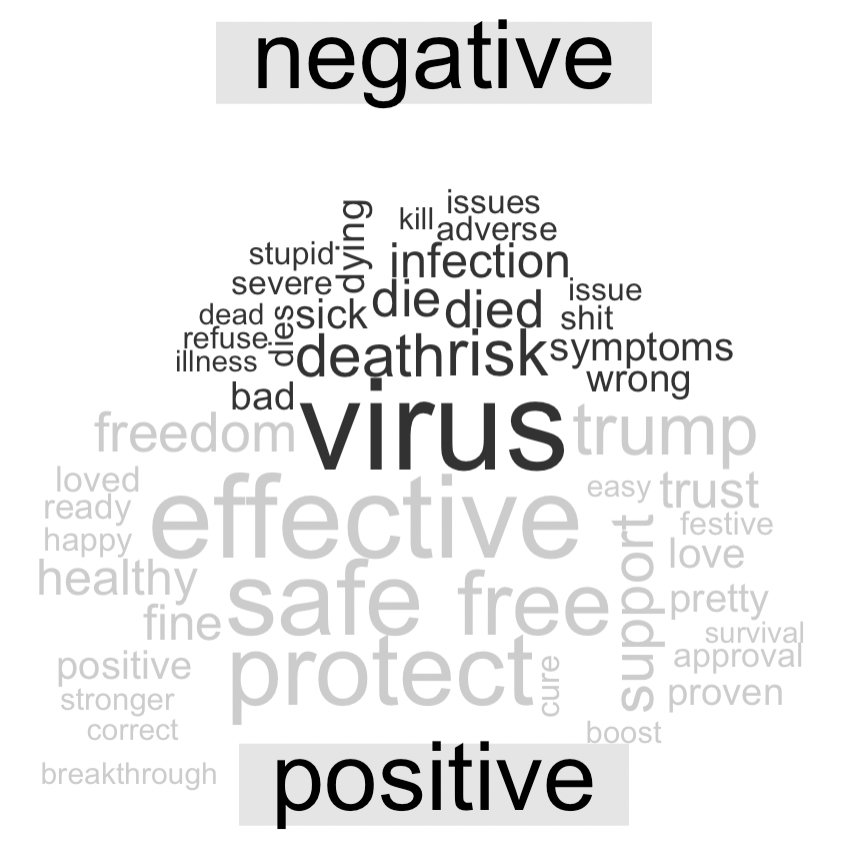 negative
issues
kill
adverse
dying
stupid
infection
severe
issue
die
died
dead
sick
shit
dies
refuse
death
risk
symptoms
illness
wrong
bad
virus
freedom
trump
loved
effective
easy
trust
ready
festive
happy
support
love
healthy
safe
free
pretty
fine
survival
positive
protect
approval
cure
stronger
proven
correct
boost
breakthrough
positive